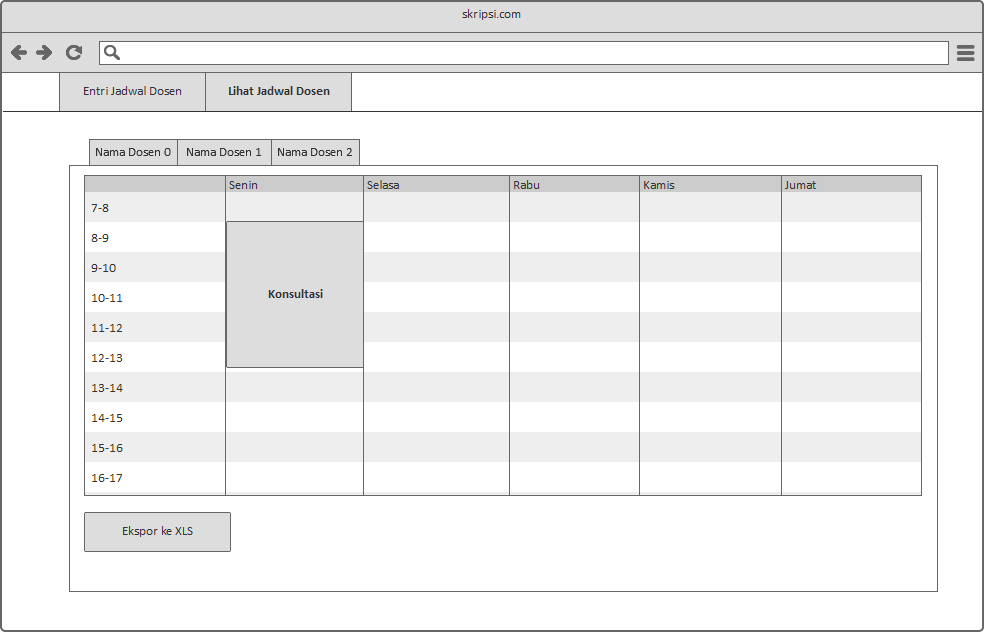 skripsi.com
Entri Jadwal Dosen Lihat Jadwal Dosen
Nama Dosen 0 Nama Dosen 1 Nama Dosen 2
Senin Selasa Rabu Kamis Jumat
7-8
8-9
9-10
Konsultasi
10-11
11-12
12-13
13-14
14-15
15-16
16-17
Ekspor ke XLS